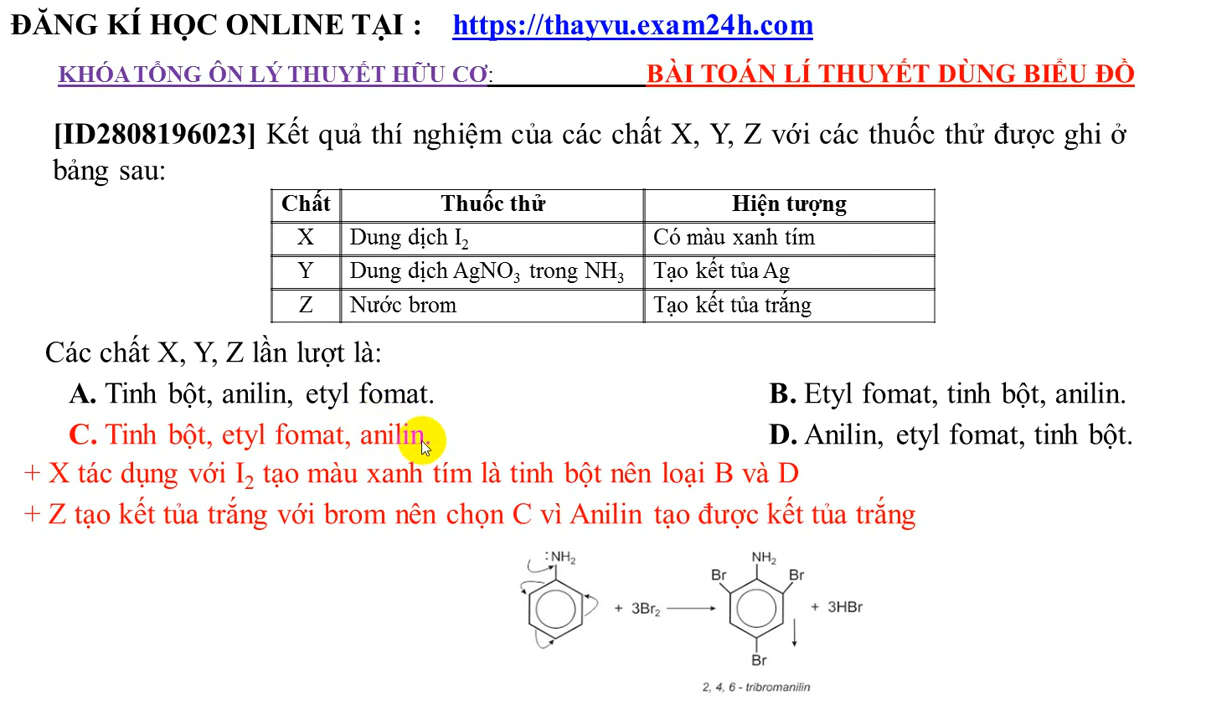 ĐĂNG KÍ HỌC ONLINE TẠI : https://thayvu.exam24h.com
KHÓA TỔNG ÔN LÝ THUYẾT HỮU CƠ: BÀI TOÁN LÍ THUYẾT DÙNG BIỂU ĐỒ
[ID2808196023] Kết quả thí nghiệm của các chất X, Y, Z với các thuốc thử được ghi ở
bảng sau:
Chất Thuốc thử Hiện tượng
X Dung dịch I₂ Có màu xanh tím
Y Dung dịch AgNO₃ trong NH₃ Tạo kết tủa Ag
Z Nước brom Tạo kết tủa trắng
Các chất X, Y, Z lần lượt là:
A. Tinh bột, anilin, etyl fomat. B. Etyl fomat, tinh bột, anilin.
C. Tinh bột, etyl fomat, anilin. D. Anilin, etyl fomat, tinh bột.
+ X tác dụng với I₂ tạo màu xanh tím là tinh bột nên loại B và D
+ Z tạo kết tủa trắng với brom nên chọn C vì Anilin tạo được kết tủa trắng
:NH₂ NH₂
Br Br
+ 3Br₂ + 3HBr
Br
2, 4, 6 - tribromanilin